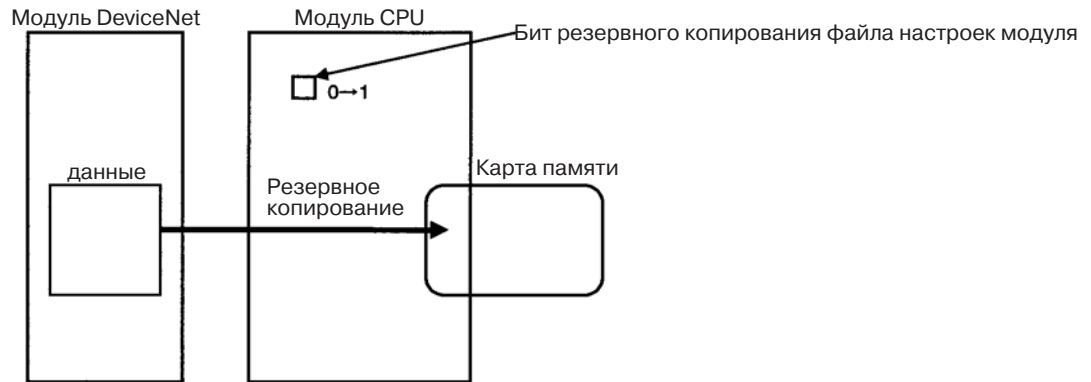 Модуль DeviceNet
Модуль CPU
Бит резервного копирования файла настроек модуля
0→1
данные
Карта памяти
Резервное
копирование